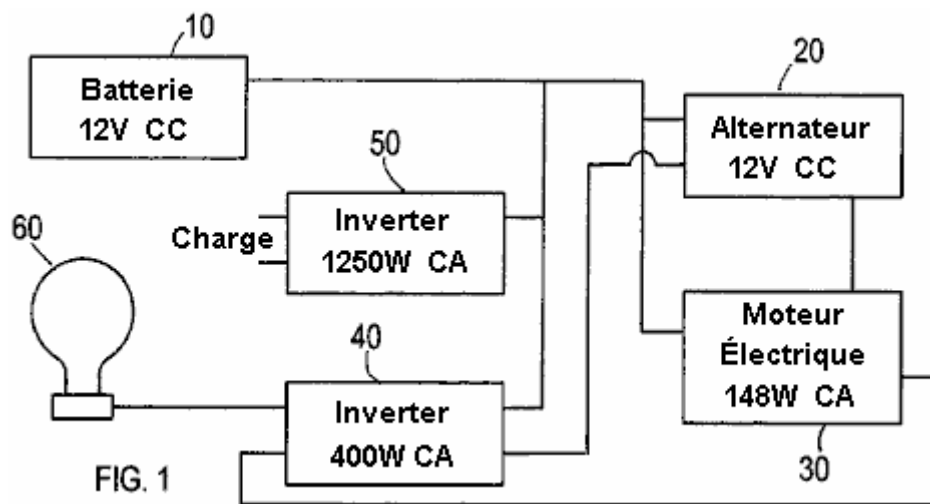 10
Batterie
12V CC
20
Alternateur
12V CC
50
Inverter
1250W CA
Charge
60
40
Inverter
400W CA
Moteur
Électrique
148W CA
30
FIG. 1